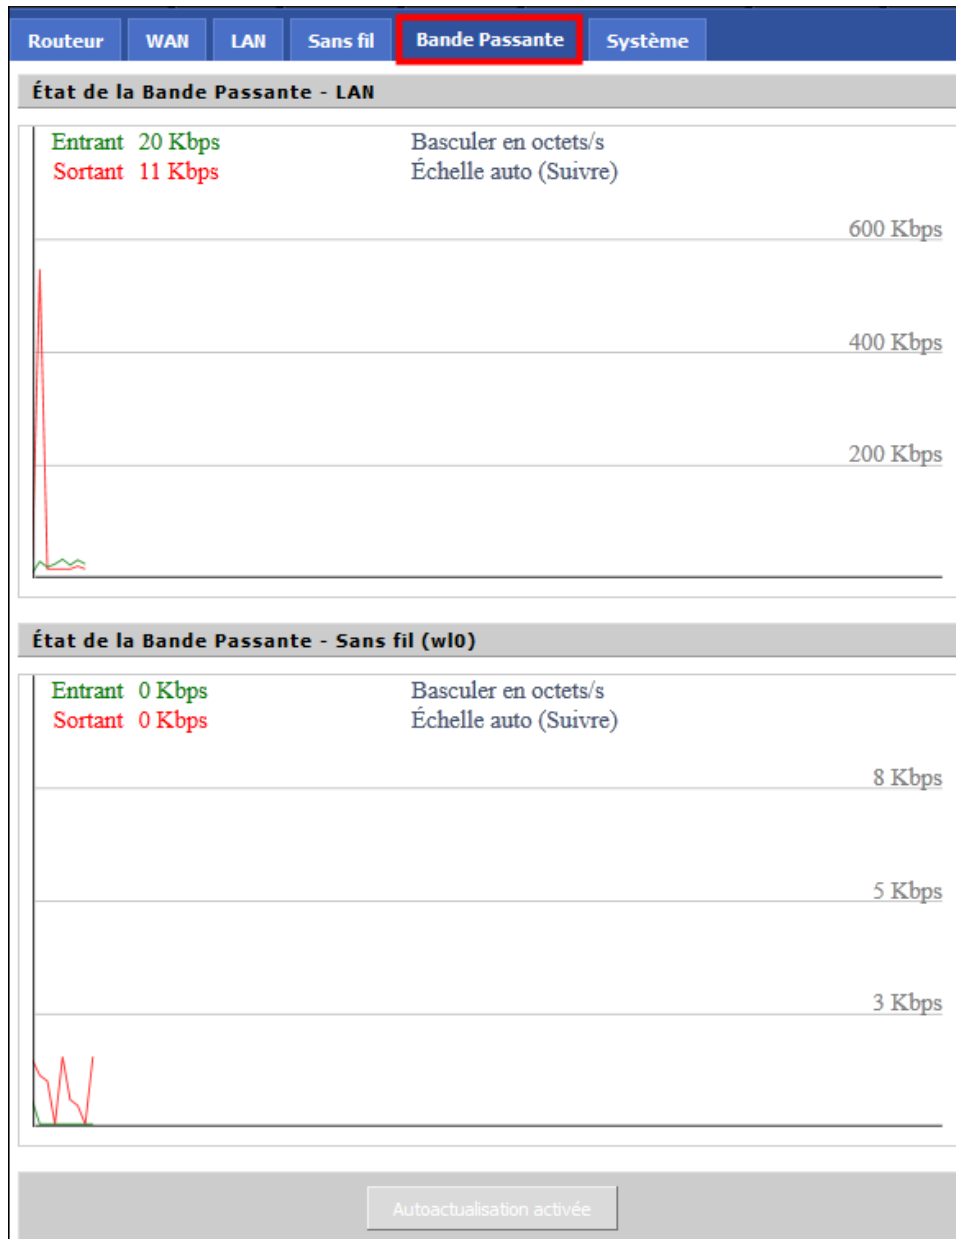 Routeur WAN LAN Sans fil Bande Passante Système
État de la Bande Passante - LAN
Entrant 20 Kbps Basculer en octets/s
Sortant 11 Kbps Échelle auto (Suivre)
600 Kbps
400 Kbps
200 Kbps
État de la Bande Passante - Sans fil (wl0)
Entrant 0 Kbps Basculer en octets/s
Sortant 0 Kbps Échelle auto (Suivre)
8 Kbps
5 Kbps
3 Kbps
Autoactualisation activée